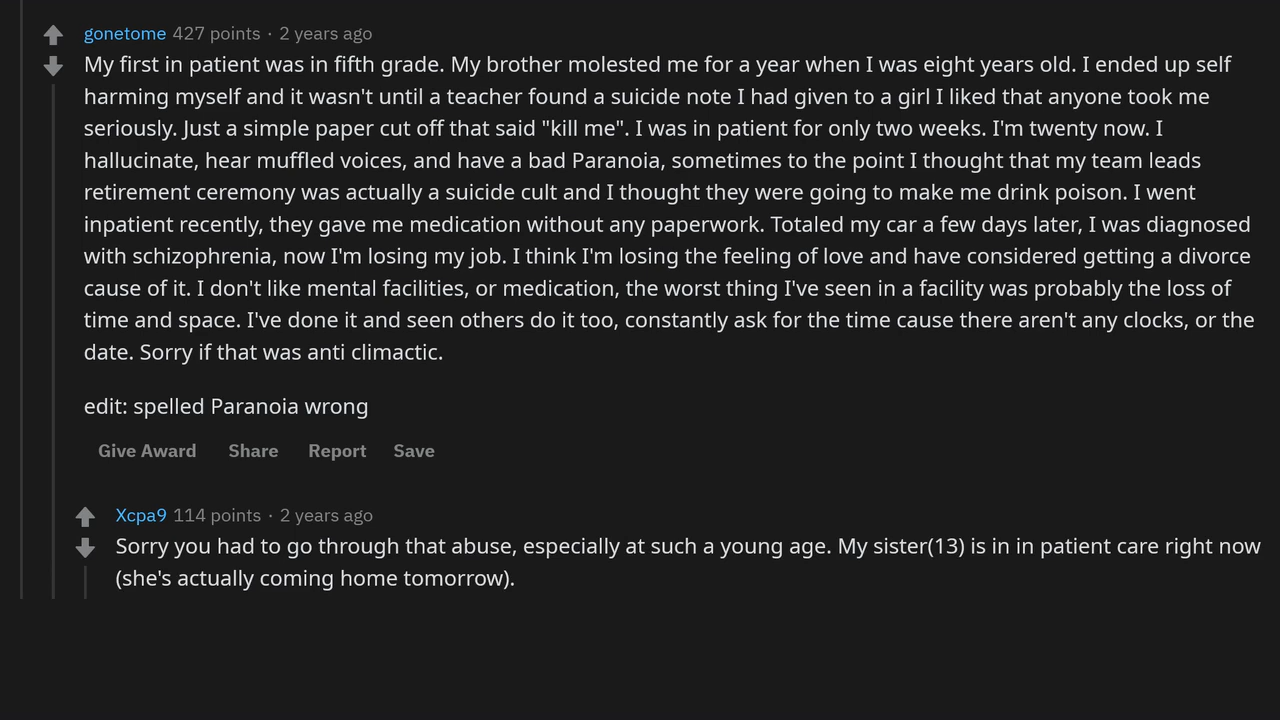 gonetome 427 points · 2 years ago
My first in patient was in fifth grade. My brother molested me for a year when I was eight years old. I ended up self
harming myself and it wasn't until a teacher found a suicide note I had given to a girl I liked that anyone took me
seriously. Just a simple paper cut off that said "kill me". I was in patient for only two weeks. I'm twenty now. I
hallucinate, hear muffled voices, and have a bad Paranoia, sometimes to the point I thought that my team leads
retirement ceremony was actually a suicide cult and I thought they were going to make me drink poison. I went
inpatient recently, they gave me medication without any paperwork. Totaled my car a few days later, I was diagnosed
with schizophrenia, now I'm losing my job. I think I'm losing the feeling of love and have considered getting a divorce
cause of it. I don't like mental facilities, or medication, the worst thing I've seen in a facility was probably the loss of
time and space. I've done it and seen others do it too, constantly ask for the time cause there aren't any clocks, or the
date. Sorry if that was anti climactic.
edit: spelled Paranoia wrong
Give Award Share Report Save
Xcpa9 114 points · 2 years ago
Sorry you had to go through that abuse, especially at such a young age. My sister(13) is in in patient care right now
(she's actually coming home tomorrow).